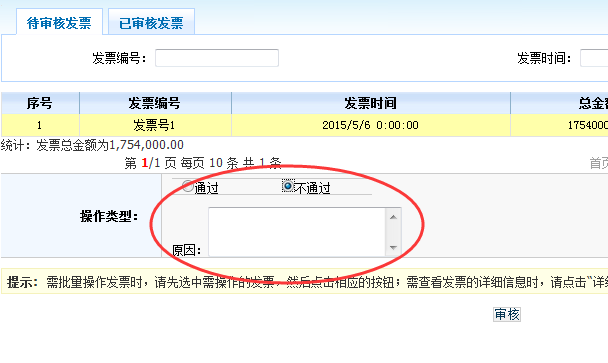 待审核发票 已审核发票
发票编号： 发票时间：
序号 发票编号 发票时间 总金
1 发票号1 2015/5/6 0:00:00 1754000
统计：发票总金额为1,754,000.00
第 1/1 页 每页 10 条 共 1 条 首页
通过 不通过
操作类型：
原因：
提示：需批量操作发票时，请先选中需操作的发票，然后点击相应的按钮；需查看发票的详细信息时，请点击“详
审核